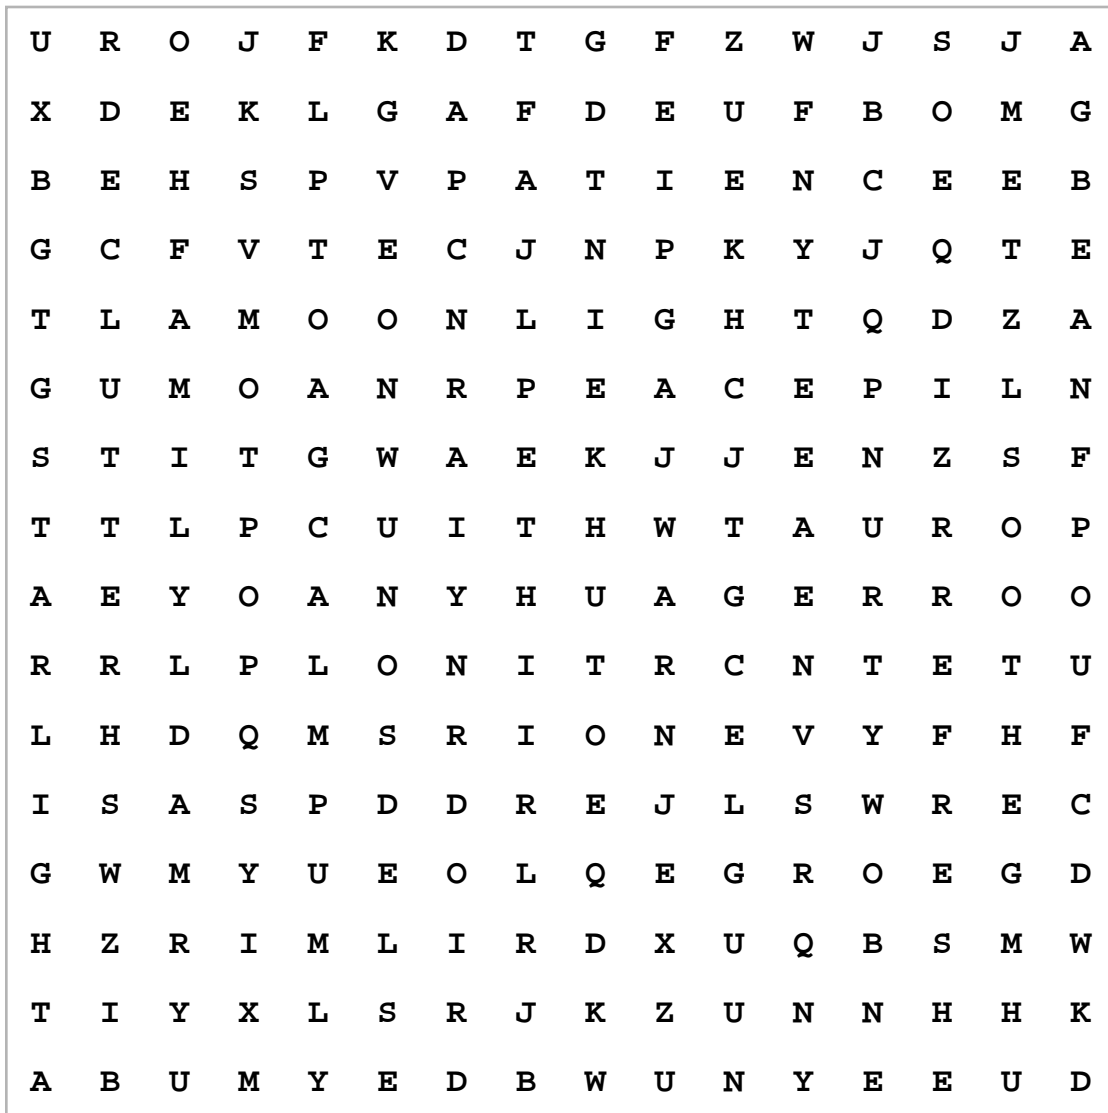 U R O J F K D T G F Z W J S J A
X D E K L G A F D E U F B O M G
B E H S P V P A T I E N C E E B
G C F V T E C J N P K Y J Q T E
T L A M O O N L I G H T Q D Z A
G U M O A N R P E A C E P I L N
S T I T G W A E K J J E N Z S F
T T L P C U I T H W T A U R O P
A E Y O A N Y H U A G E R R O O
R R L P L O N I T R C N T E T U
L H D Q M S R I O N E V Y F H F
I S A S P D D R E J L S W R E C
G W M Y U E O L Q E G R O E G D
H Z R I M L I R D X U Q B S M W
T I Y X L S R J K Z U N N H H K
A B U M Y E D B W U N Y E E U D